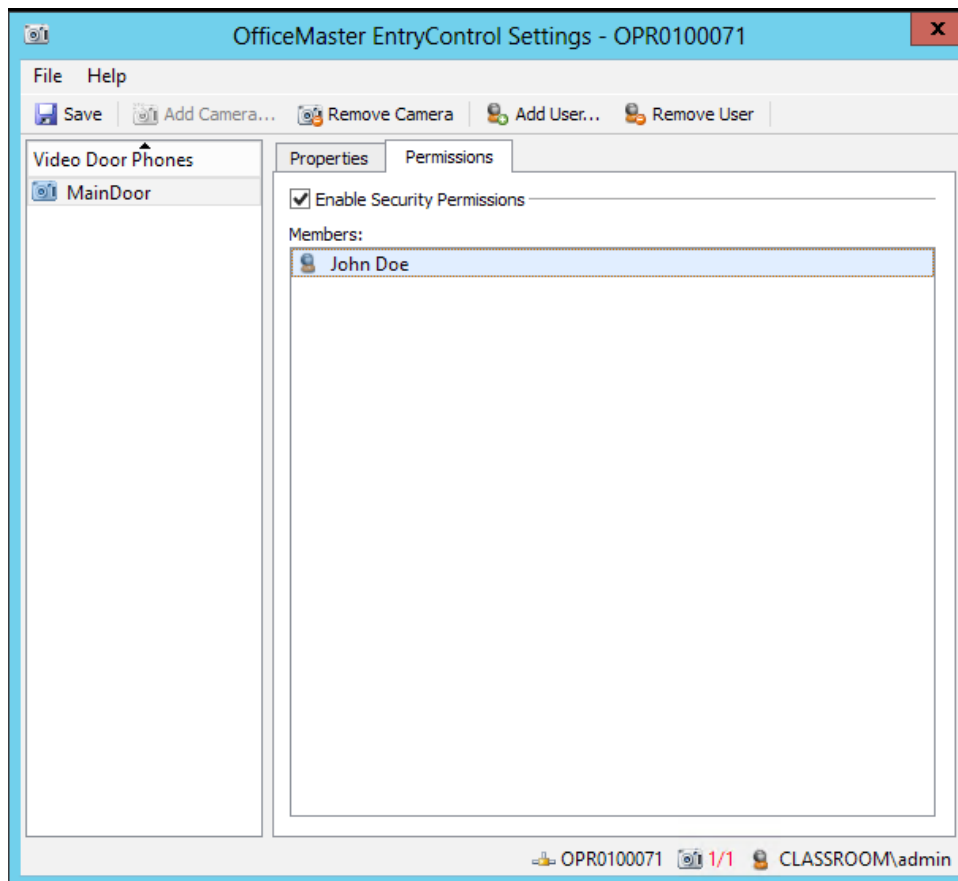 OfficeMaster EntryControl Settings - OPR0100071
x
File Help
Save Add Camera... Remove Camera Add User... Remove User
Video Door Phones
MainDoor
Properties Permissions
Enable Security Permissions
Members:
John Doe
OPR0100071 1/1 CLASSROOM\admin